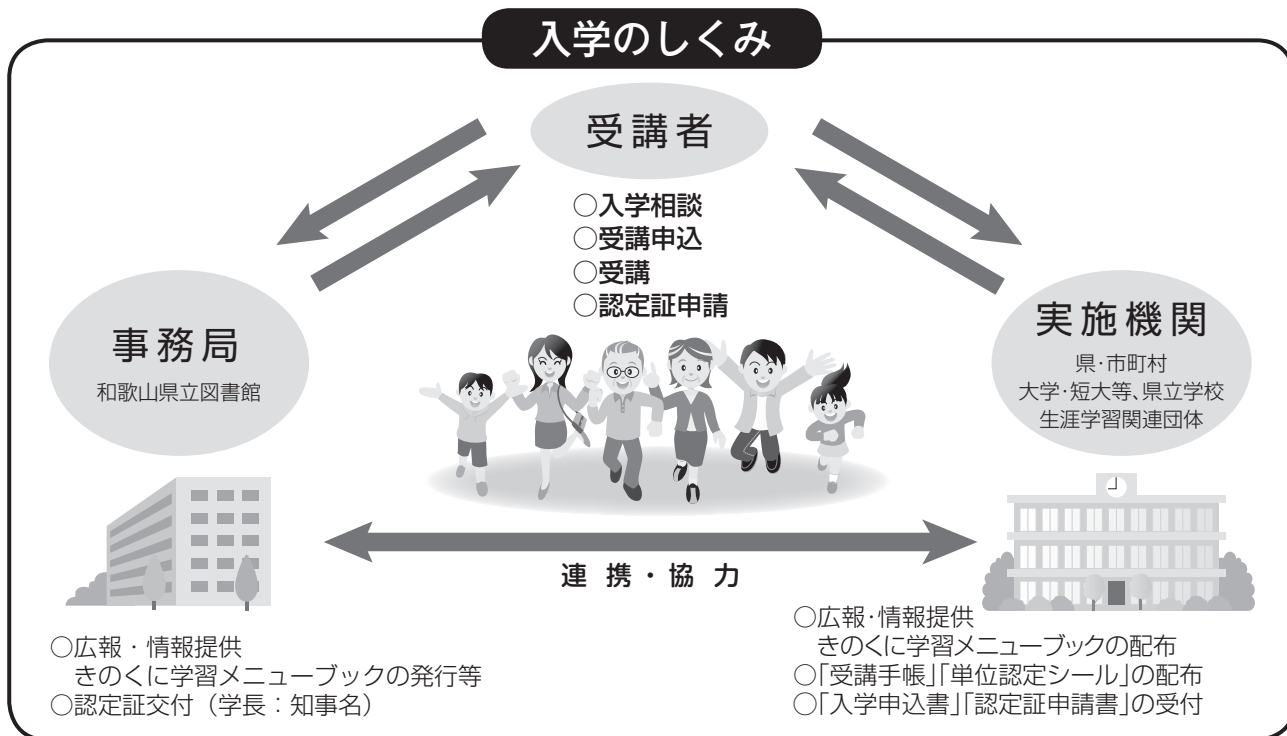 入学のしくみ
受講者
○入学相談
○受講申込
○受講
○認定証申請
事務局
和歌山県立図書館
実施機関
県・市町村
大学・短大等、県立学校
生涯学習関連団体
連携・協力
○広報・情報提供
きのくに学習メニューブックの発行等
○認定証交付（学長：知事名）
○広報・情報提供
きのくに学習メニューブックの配布
○「受講手帳」「単位認定シール」の配布
○「入学申込書」「認定証申請書」の受付